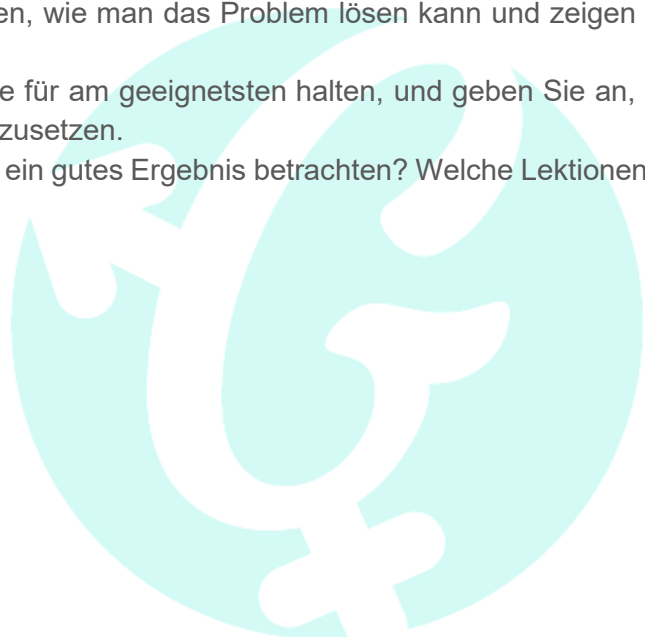 en, wie man das Problem lösen kann und zeigen
e für am geeignetsten halten, und geben Sie an,
zusetzen.
ein gutes Ergebnis betrachten? Welche Lektionen